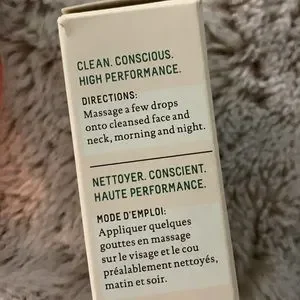 CLEAN. CONSCIOUS.
HIGH PERFORMANCE.
DIRECTIONS:
Massage a few drops
onto cleansed face and
neck, morning and night.
NETTOYER. CONSCIENT.
HAUTE PERFORMANCE.
MODE D'EMPLOI:
Appliquer quelques
gouttes en massage
sur le visage et le cou
préalablement nettoyés,
matin et soir.